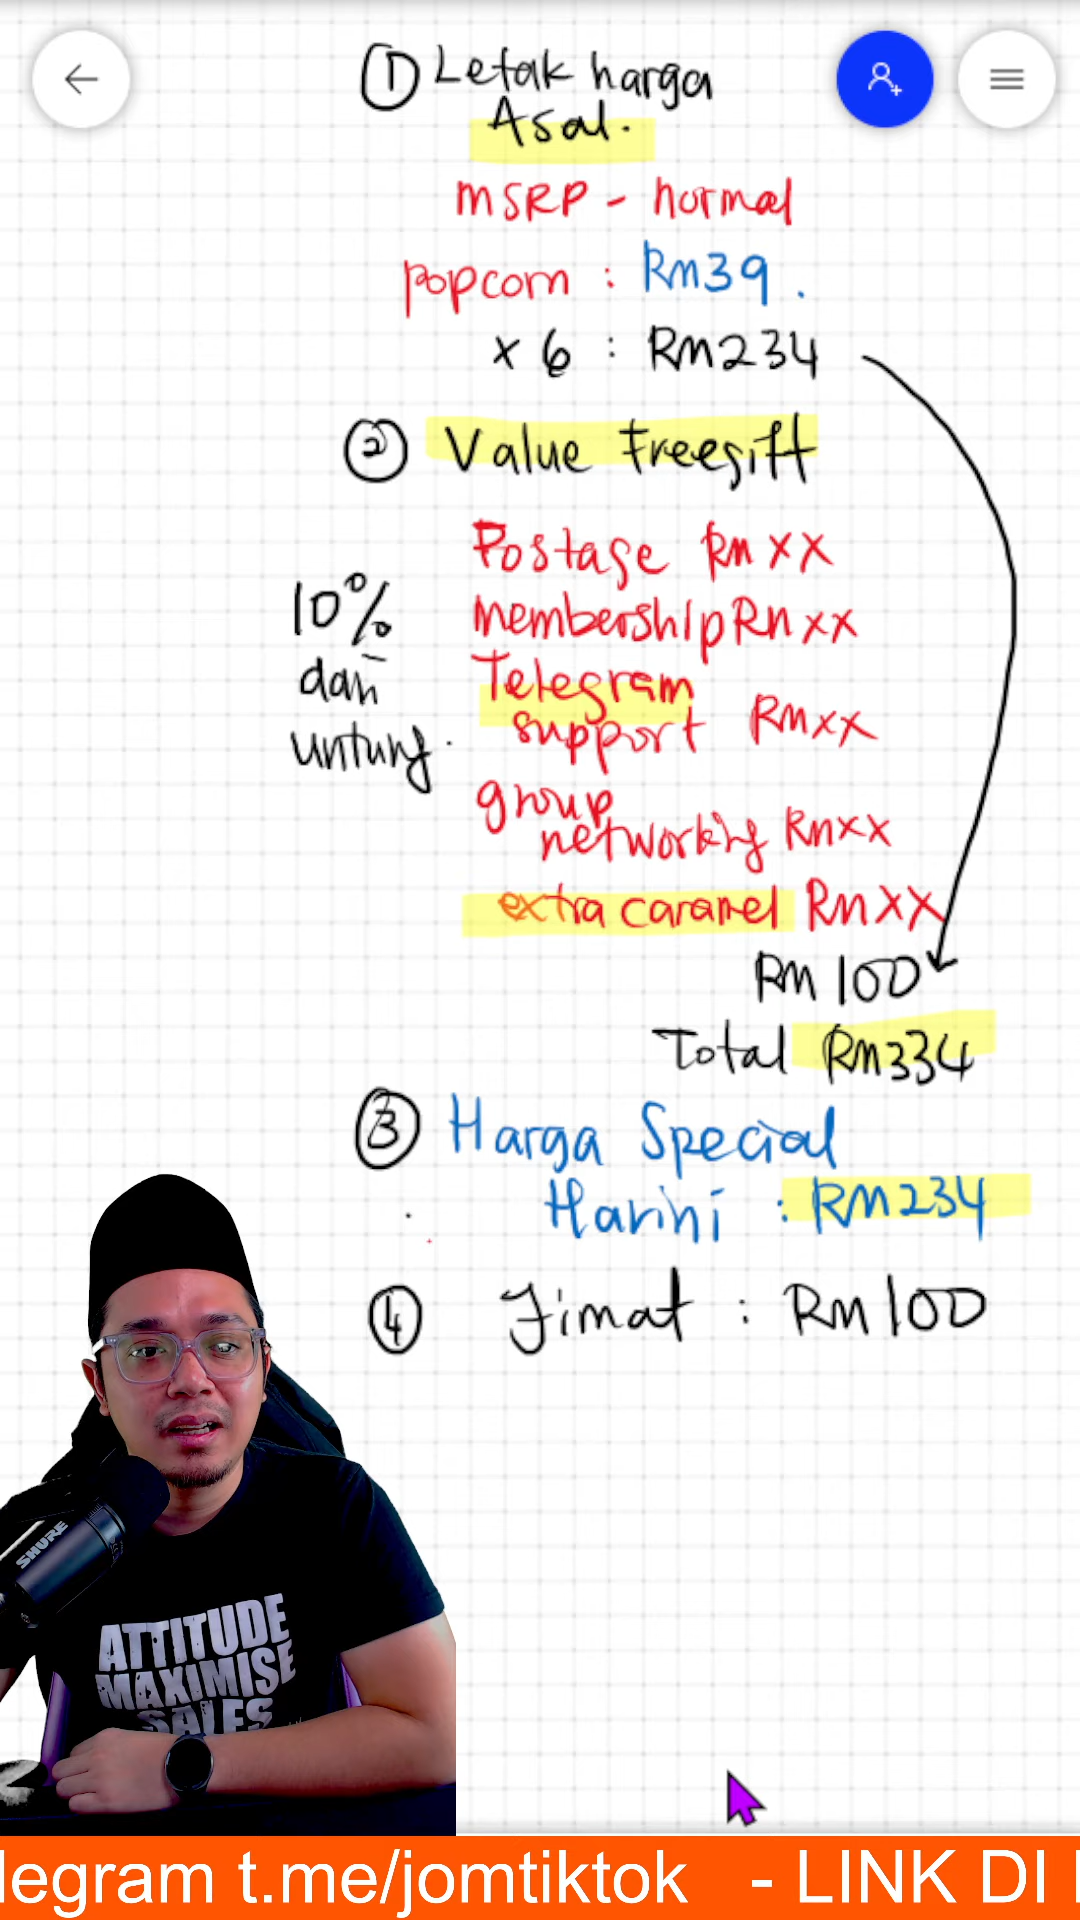 ① Letak harga
Asal.
MSRP - normal
popcorn : RM39.
x 6 : RM234
② Value Freegift
Postage RM XX
membership RM XX
10%
dari
untung.
Telegram
support RM XX
group
networking RM XX
extra caramel RM XX
RM 100
Total RM334
③ Harga Special
Harini : RM234
④ Jimat : RM100
SHURE
ATTITUDE
MAXIMISE
SALES
legram t.me/jomtiktok - LINK DI